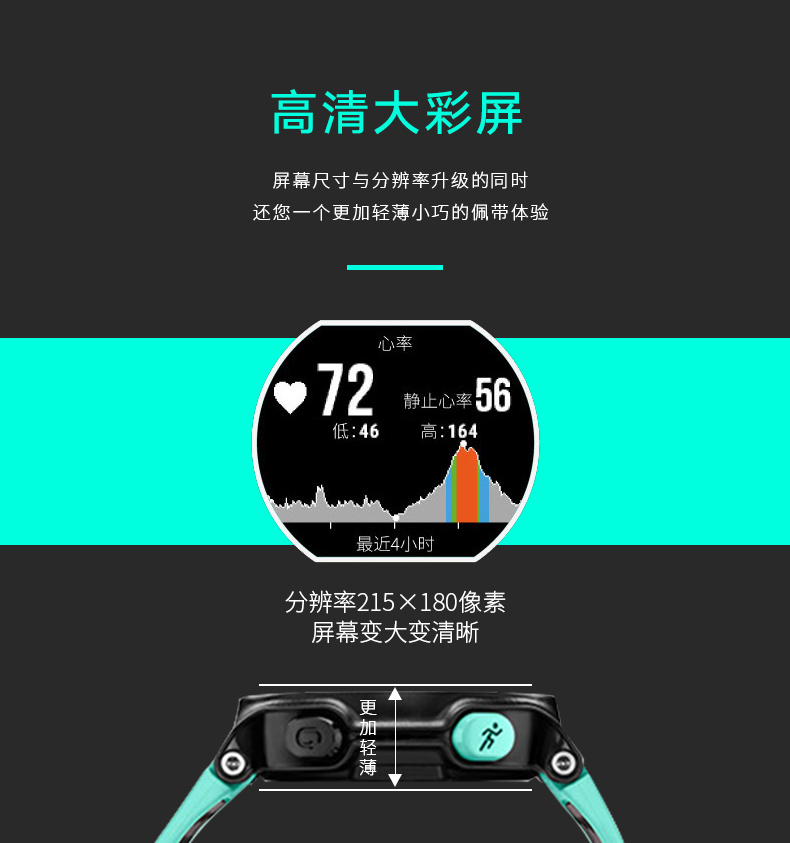 高清大彩屏
屏幕尺寸与分辨率升级的同时
还您一个更加轻薄小巧的佩带体验
心率
72
静止心率56
低:46
高:164
最近4小时
分辨率215×180像素
屏幕变大变清晰
更加轻薄